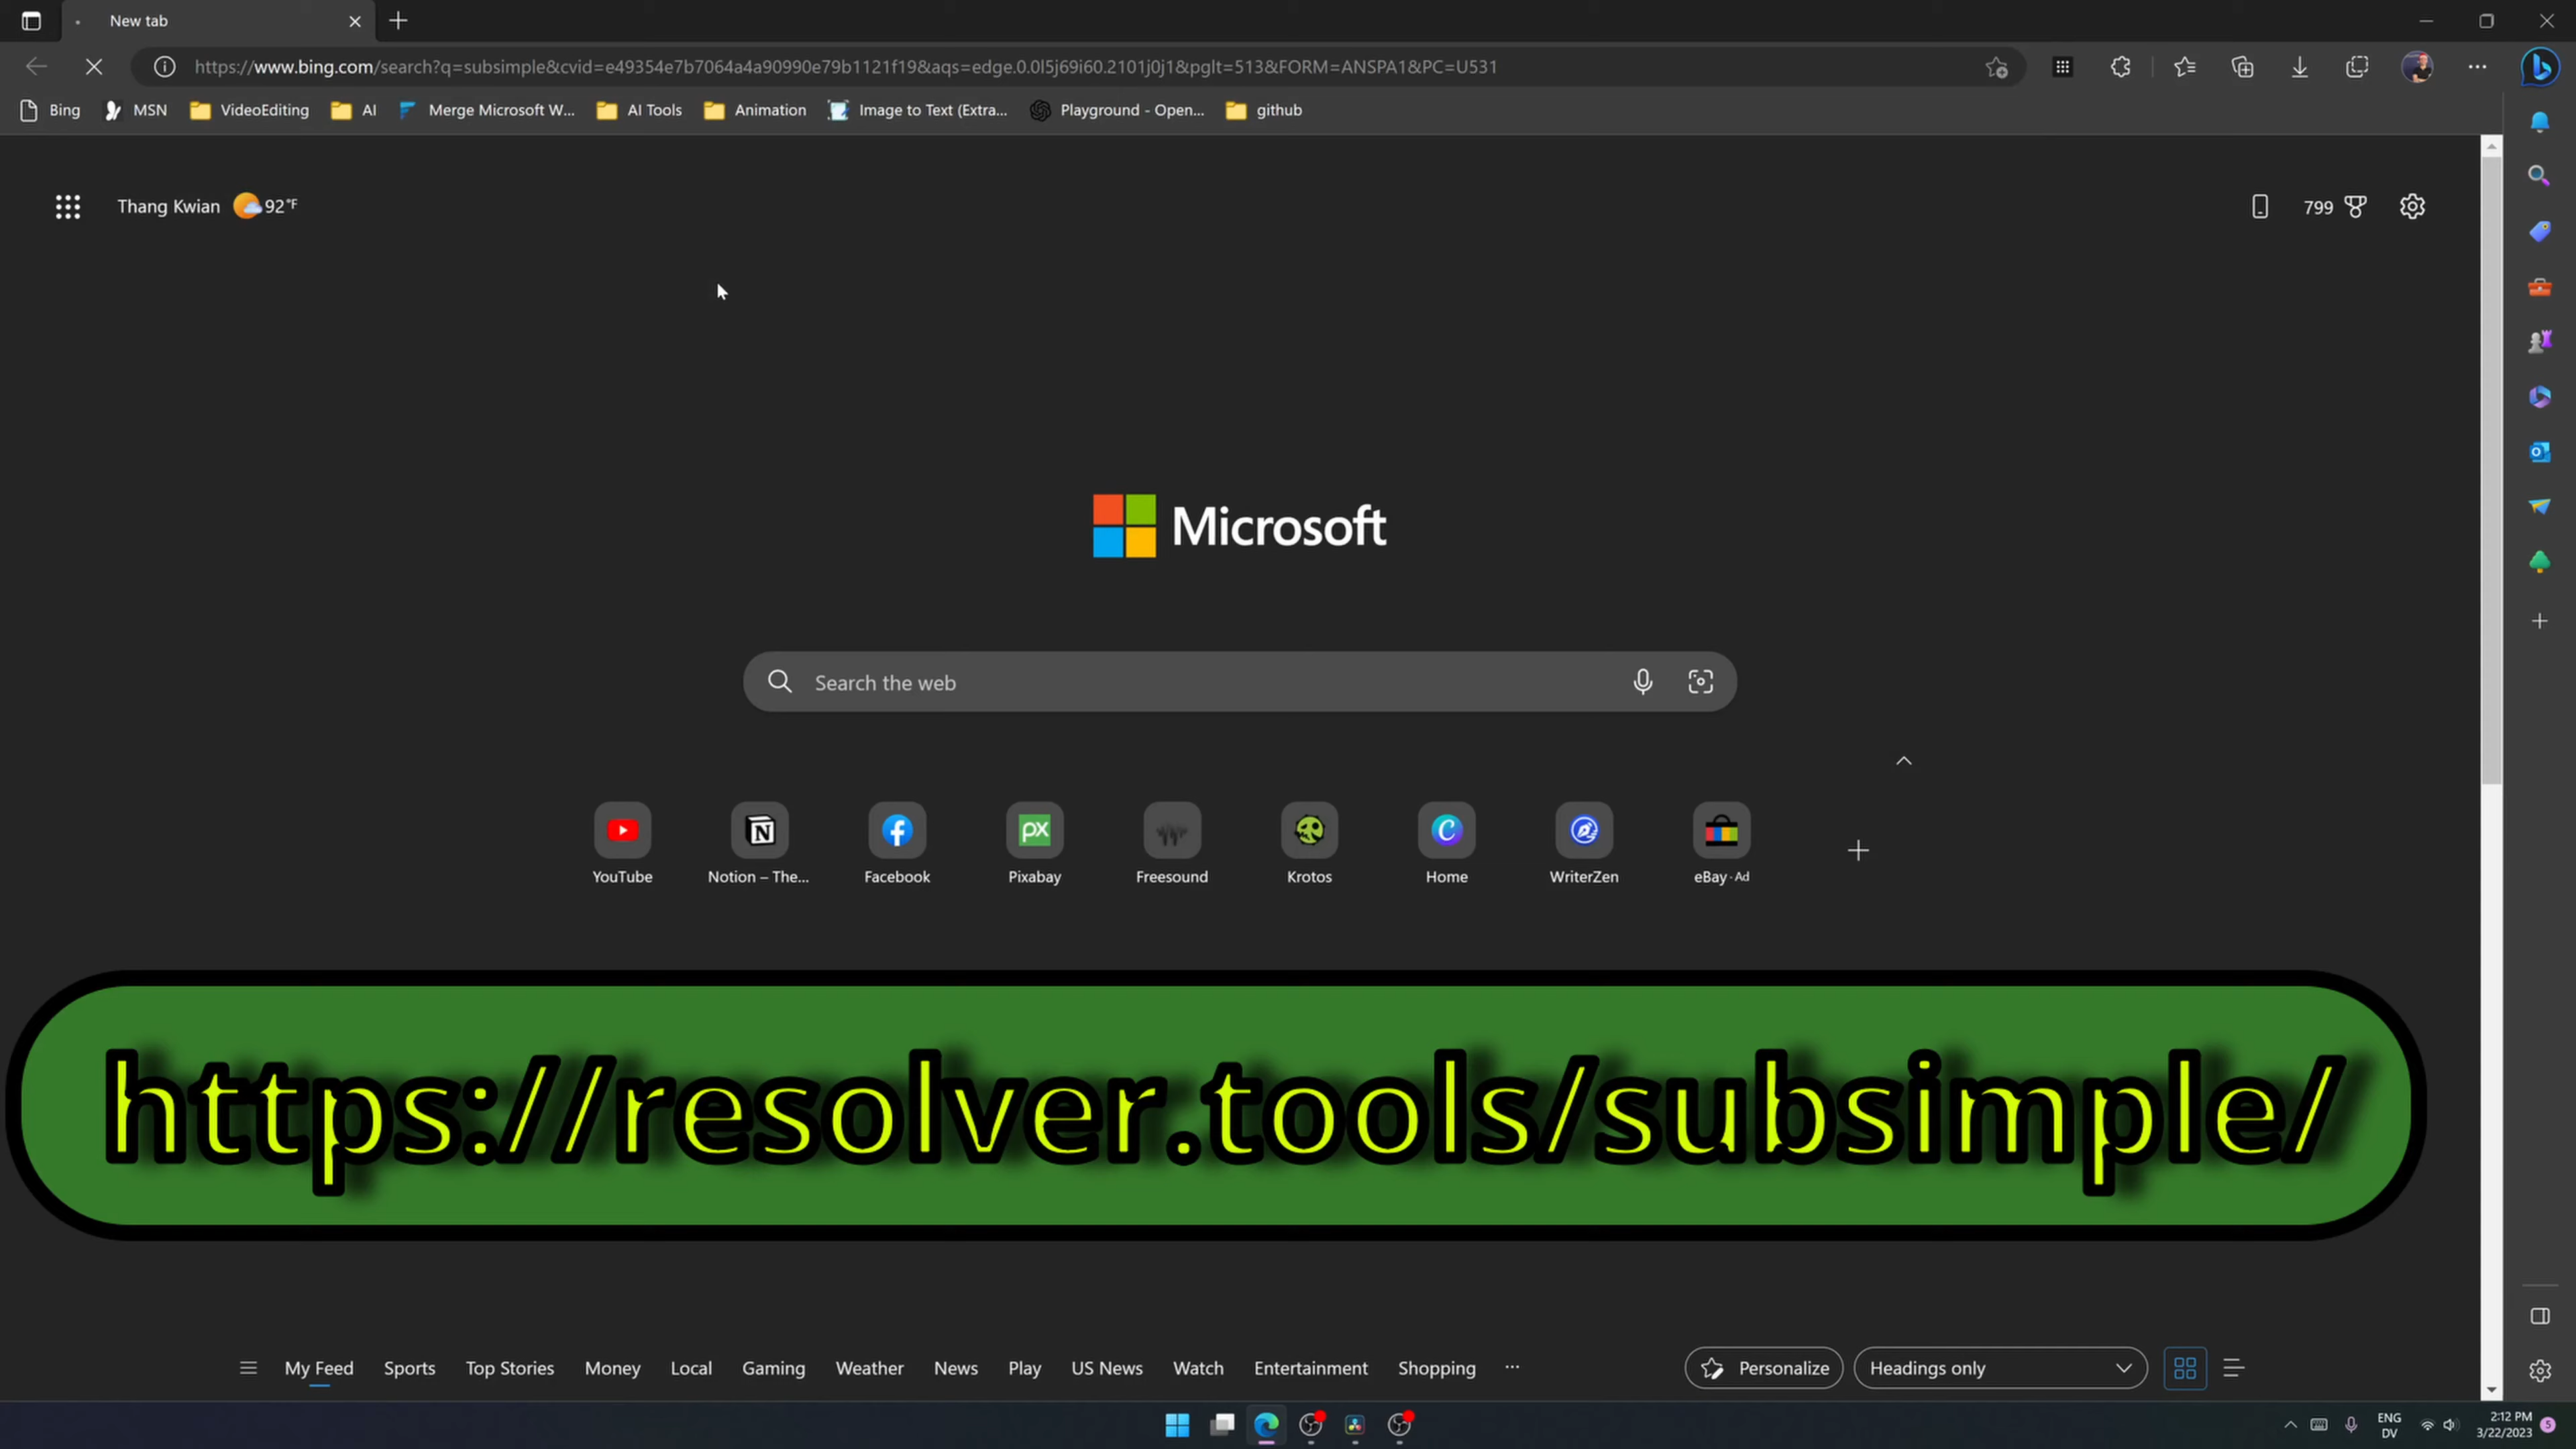 New tab
https://www.bing.com/search?q=subsimple&cvid=e49354e7b7064a4a90990e79b1121f19&aqs=edge.0.0l5j69i60.2101j0j1&pglt=513&FORM=ANSPA1&PC=U531
Bing MSN VideoEditing AI Merge Microsoft W... AI Tools Animation Image to Text (Extra... Playground - Open... github
Thang Kwian 92°F 799
Microsoft
Search the web
YouTube Notion – The... Facebook Pixabay Freesound Krotos Home WriterZen eBay · Ad
https://resolver.tools/subsimple/
My Feed Sports Top Stories Money Local Gaming Weather News Play US News Watch Entertainment Shopping ... Personalize Headings only
ENG 2:12 PM
DV 3/22/2023 5